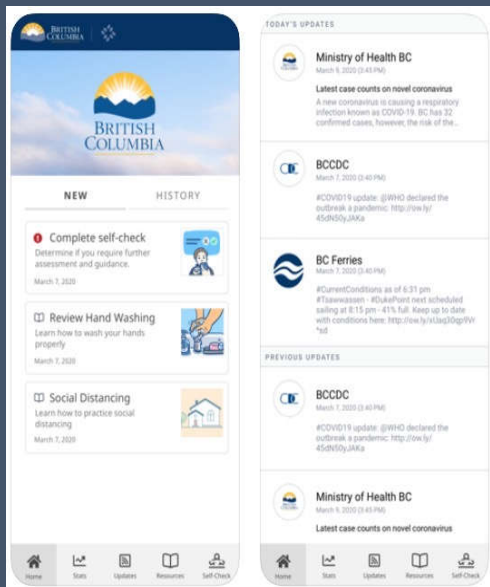 BRITISH
COLUMBIA
BRITISH
COLUMBIA
NEW HISTORY
Complete self-check
Determine if you require further
assessment and guidance.
March 7, 2020
Review Hand Washing
Learn how to wash your hands
properly
March 7, 2020
Social Distancing
Learn how to practice social
distancing
March 7, 2020
Home Stats Updates Resources Self-Check
TODAY'S UPDATES
Ministry of Health BC
March 9, 2020 (3:45 PM)
Latest case counts on novel coronavirus
A new coronavirus is causing a respiratory
infection known as COVID-19. BC has 32
confirmed cases, however, the risk of the...
BCCDC
March 7, 2020 (3:40 PM)
#COVID19 update: @WHO declared the
outbreak a pandemic: http://ow.ly/
45dN50yJAKa
BC Ferries
March 7, 2020 (3:40 PM)
#CurrentConditions as of 6:31 pm
#Tsawwassen - #DukePoint next scheduled
sailing at 8:15 pm - 41% full. Keep up to date
with conditions here:
PREVIOUS UPDATES
BCCDC
March 7, 2020 (3:40 PM)
#COVID19 update: @WHO declared the
outbreak a pandemic: http://ow.ly/
45dN50yJAKa
Ministry of Health BC
March 9, 2020 (3:45 PM)
Latest case counts on novel coronavirus
Home Stats Updates Resources Self-Check